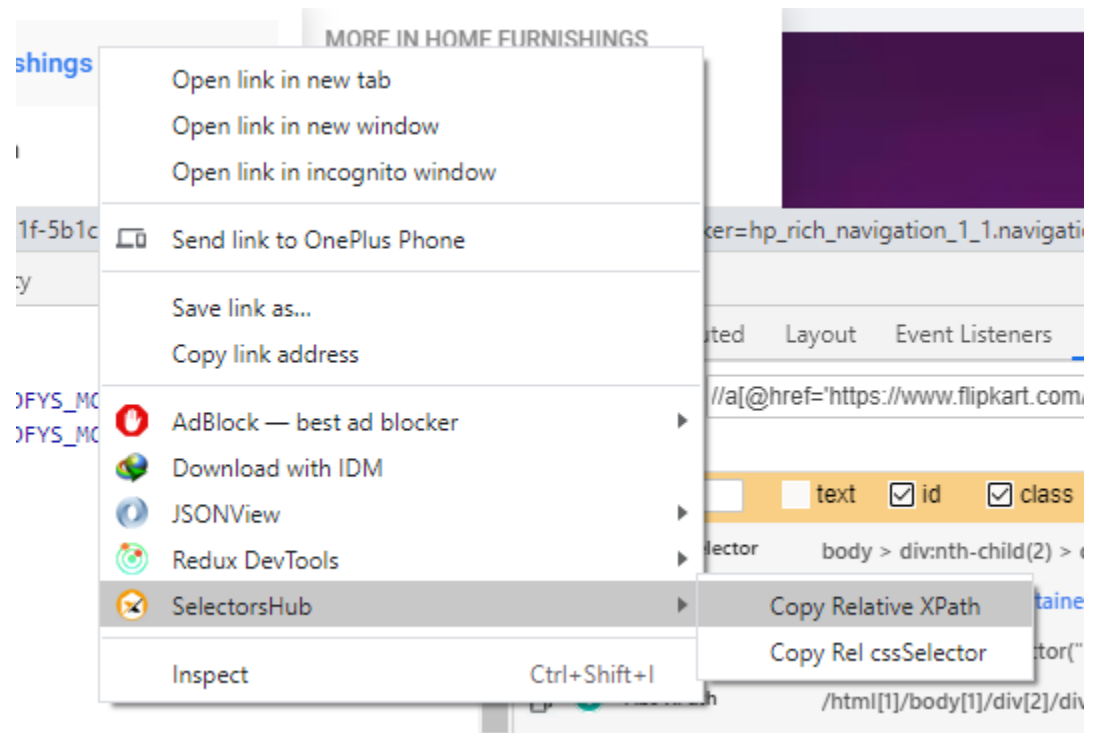 MORE IN HOME FURNISHINGS
shings
Open link in new tab
Open link in new window
Open link in incognito window
1f-5b1c
Send link to OnePlus Phone
ker=hp_rich_navigation_1_1.navigati
Save link as...
Copy link address
uted Layout Event Listeners
//a[@href='https://www.flipkart.com/
OFYS_MO
AdBlock — best ad blocker
OFYS_MO
Download with IDM
JSONView
text id class
Redux DevTools
lector body > div:nth-child(2) >
SelectorsHub
Copy Relative XPath
taine
Copy Rel cssSelector
tor("
Inspect Ctrl+Shift+I
/html[1]/body[1]/div[2]/div